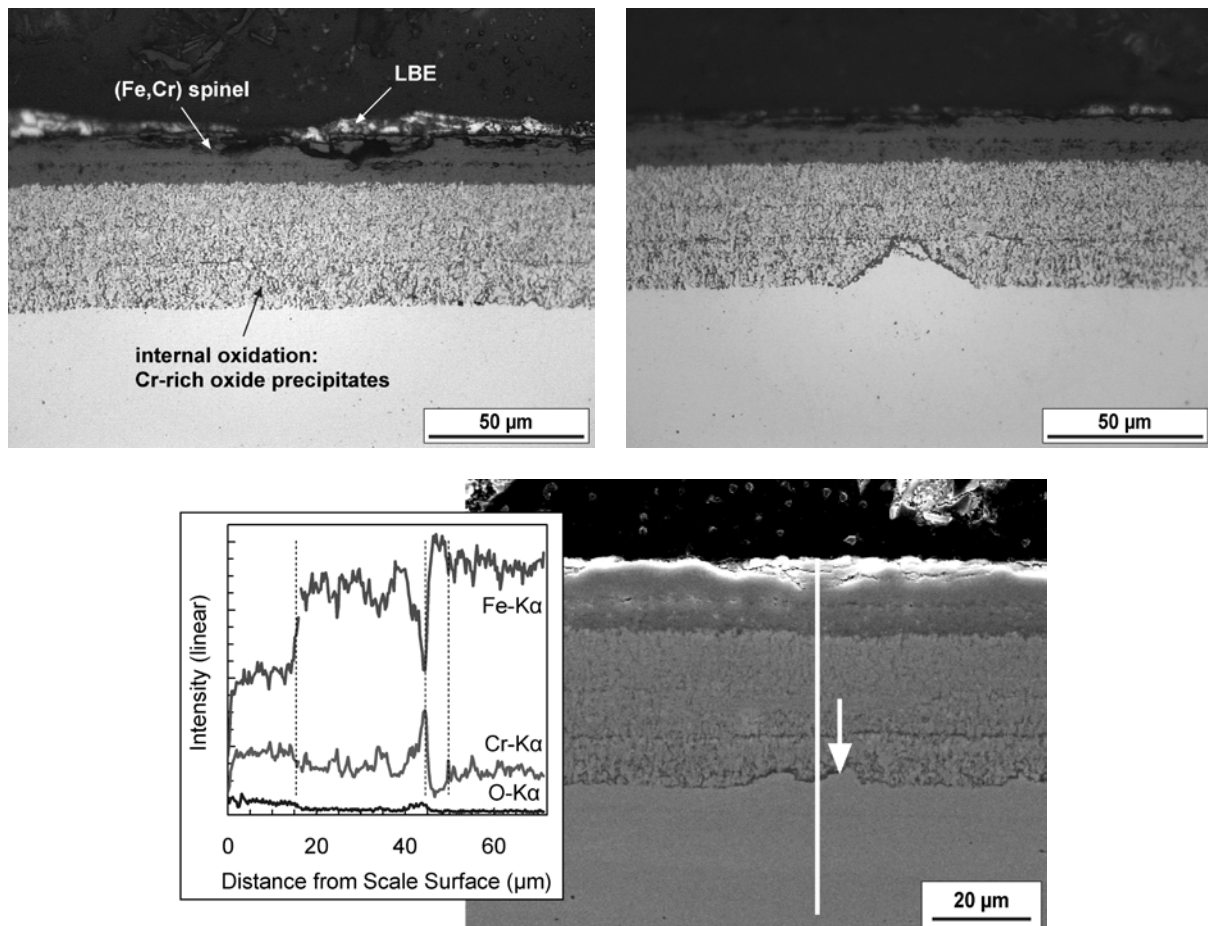 (Fe,Cr) spinel
LBE
internal oxidation:
Cr-rich oxide precipitates
50 µm
50 µm
Intensity (linear)
Fe-Kα
Cr-Kα
O-Kα
0 20 40 60
Distance from Scale Surface (µm)
20 µm